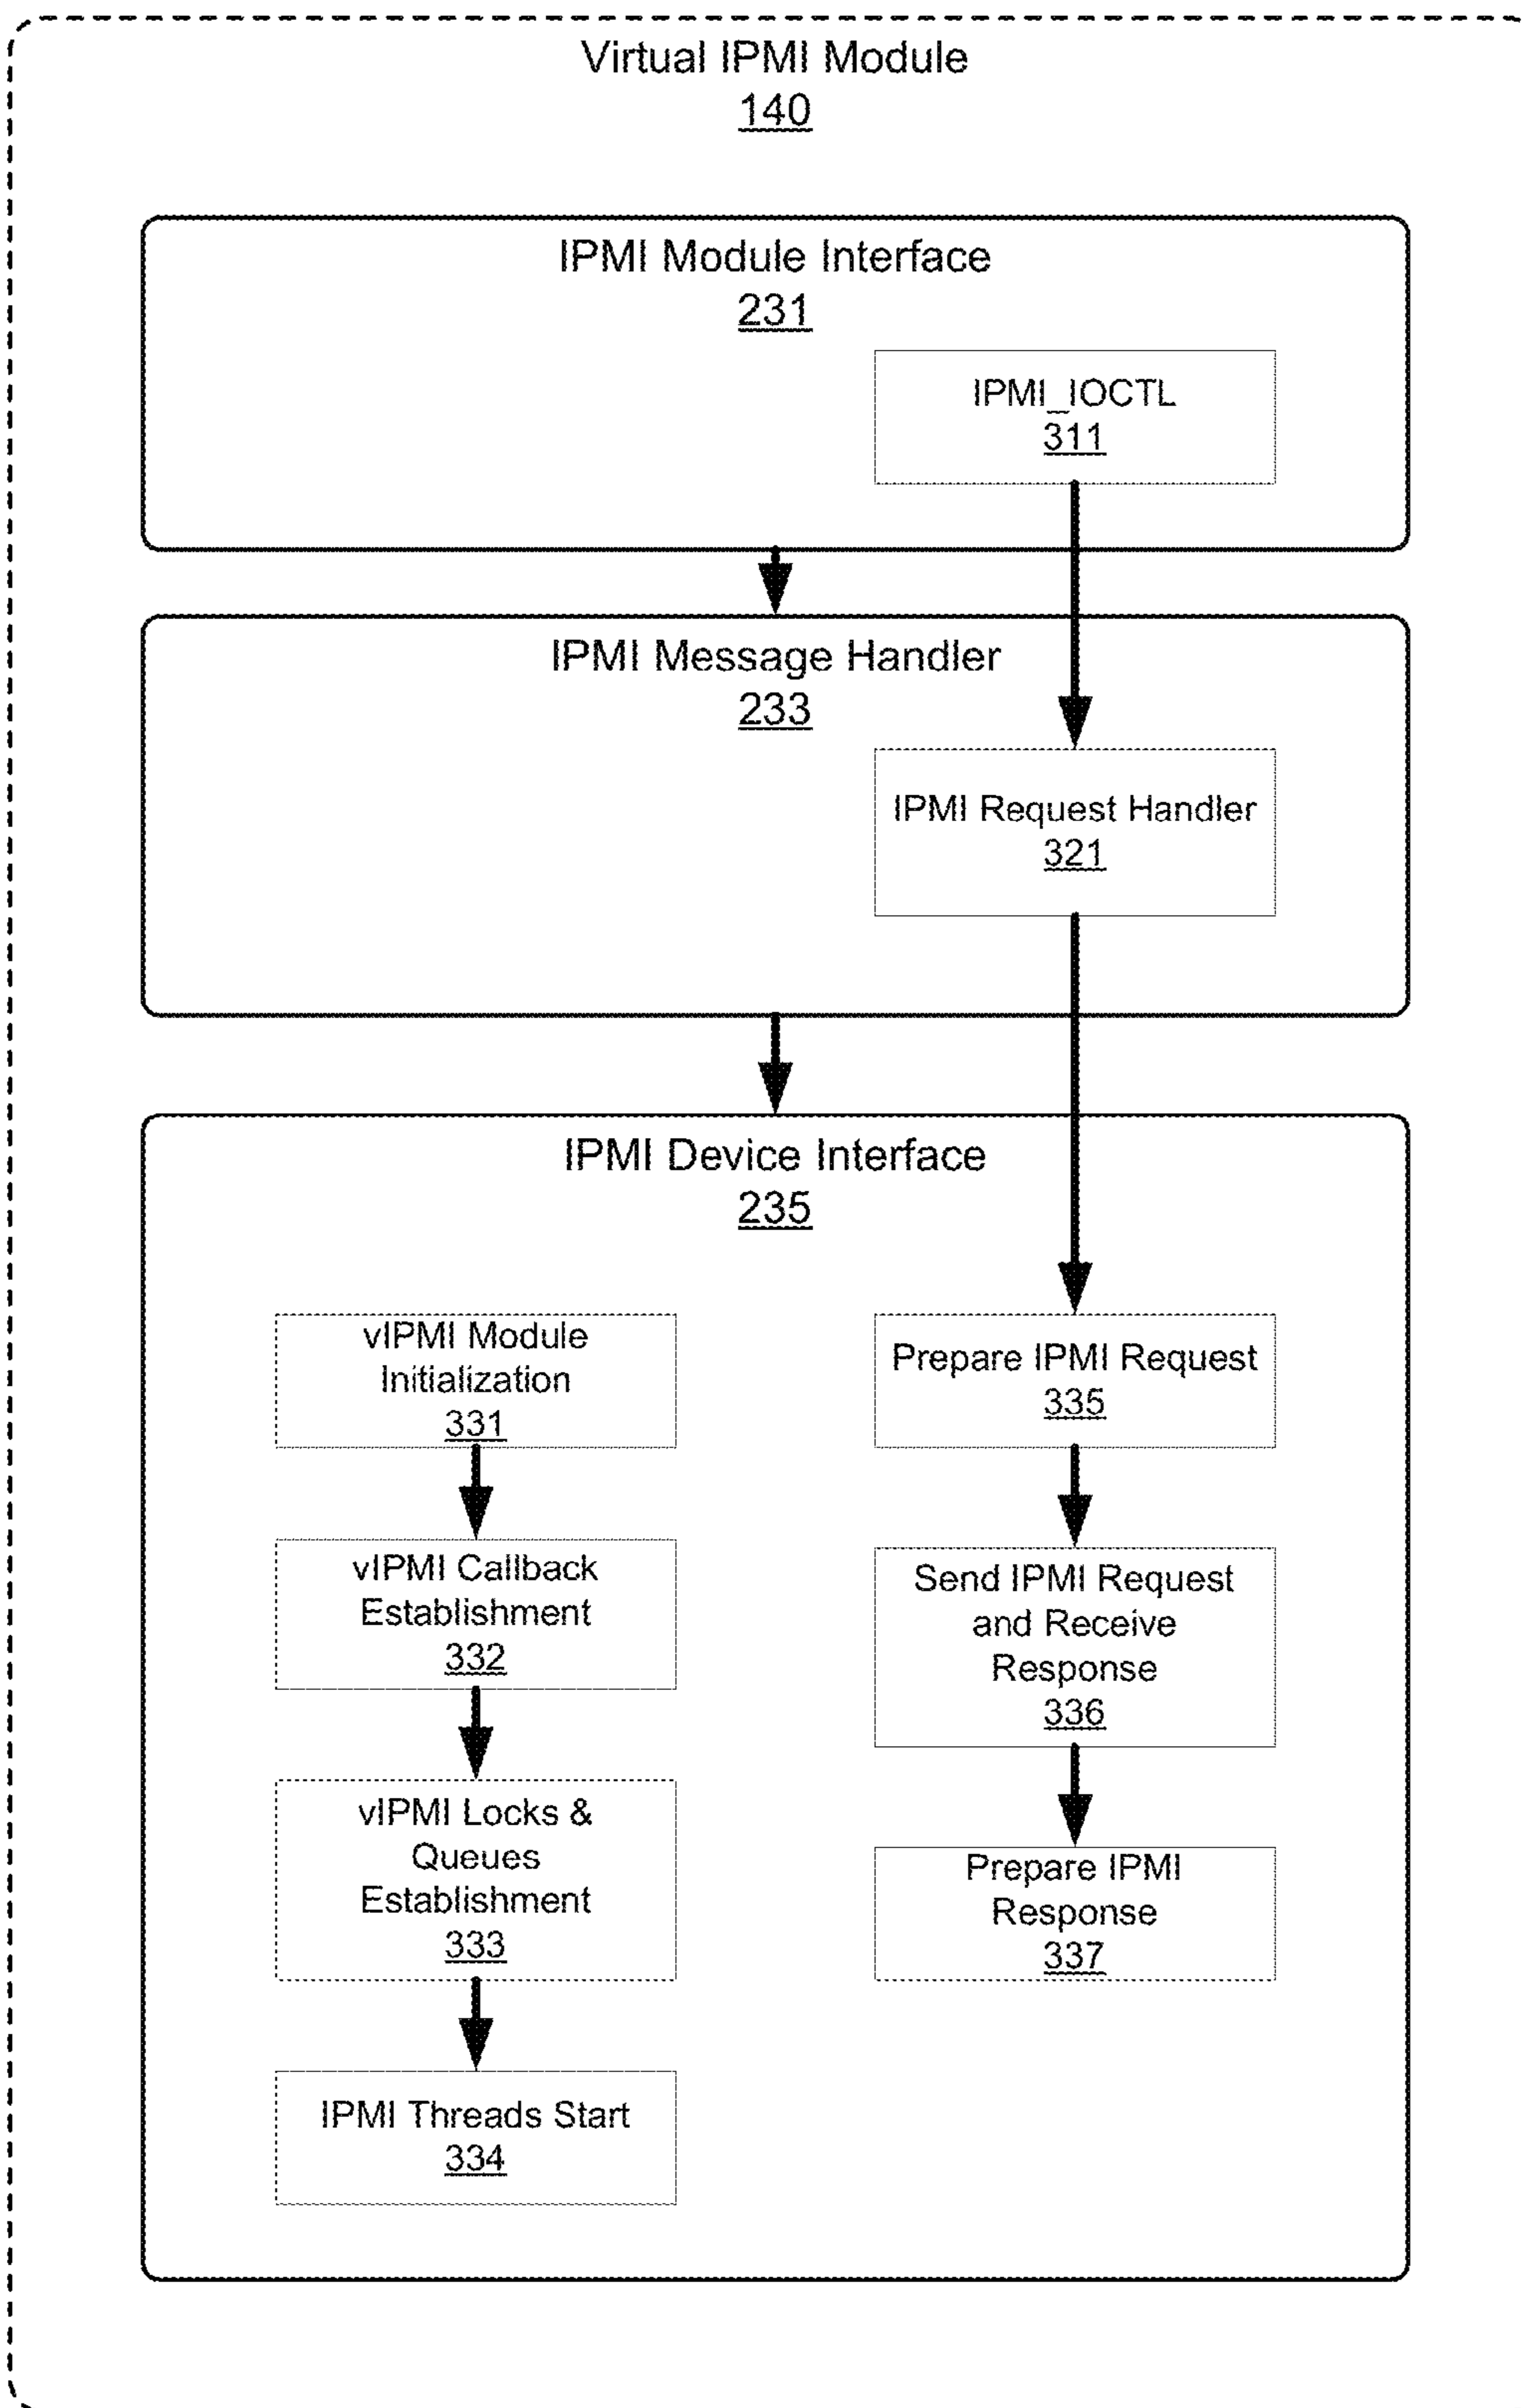 Virtual IPMI Module
140
IPMI Module Interface
231
IPMI_IOCTL
311
IPMI Message Handler
233
IPMI Request Handler
321
IPMI Device Interface
235
vIPMI Module
Initialization
331
vIPMI Callback
Establishment
332
vIPMI Locks &
Queues
Establishment
333
IPMI Threads Start
334
Prepare IPMI Request
335
Send IPMI Request
and Receive
Response
336
Prepare IPMI
Response
337